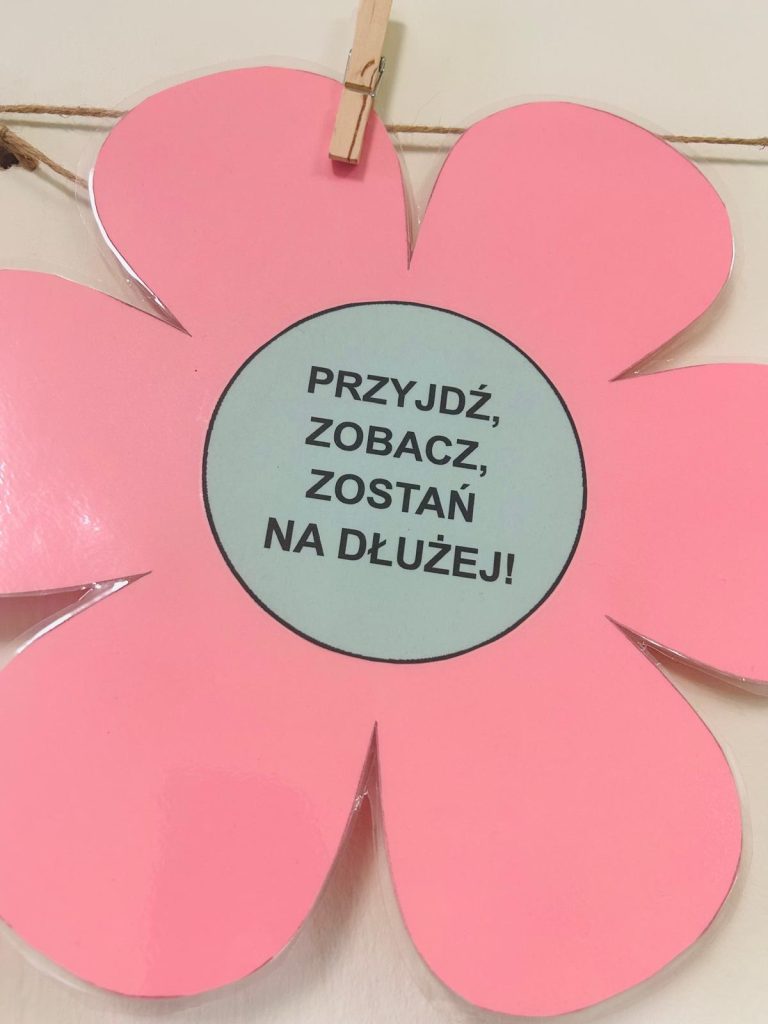 PRZYJDŹ,
ZOBACZ,
ZOSTAŃ
NA DŁUŻEJ!